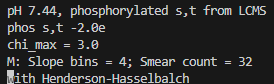 pH 7.44, phosphorylated s,t from LCMS
phos s,t -2.0e
chi_max = 3.0
M: Slope bins = 4; Smear count = 32
with Henderson-Hasselbalch